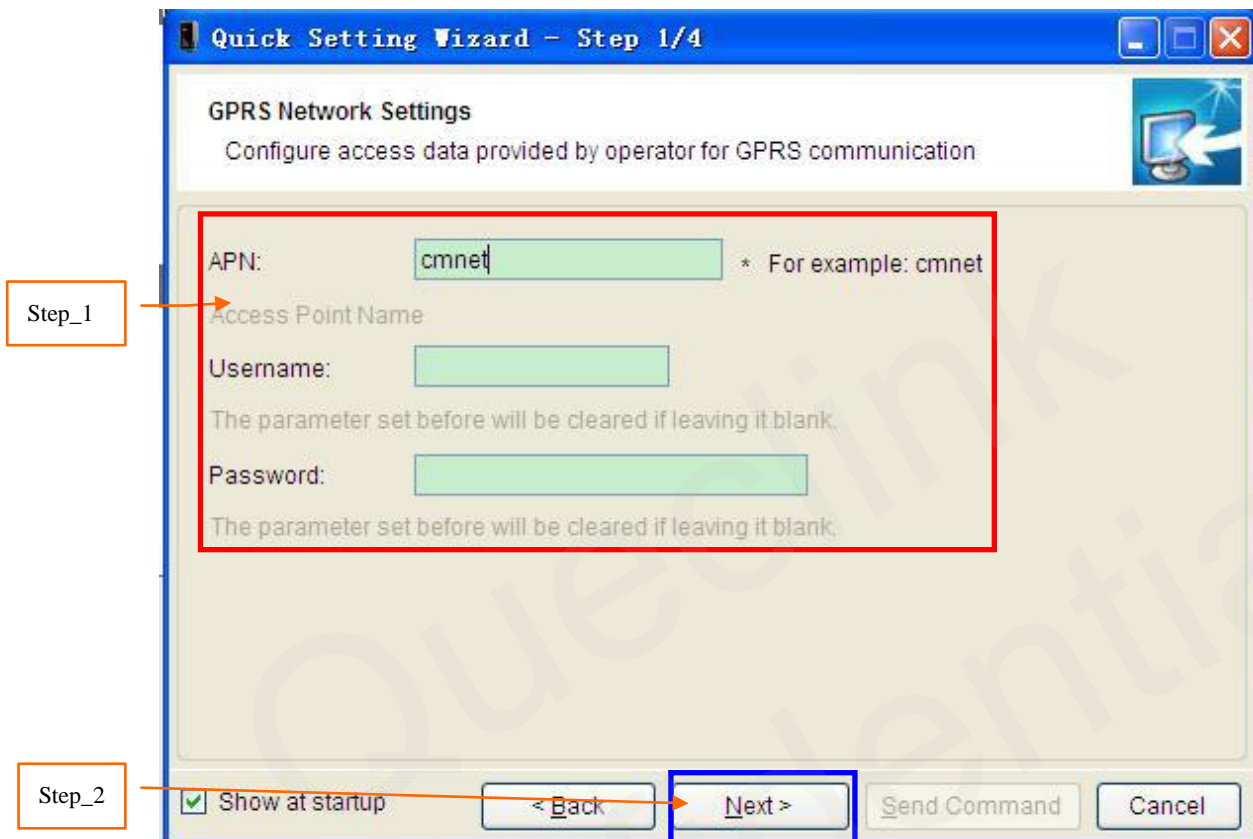 Quick Setting Wizard - Step 1/4
GPRS Network Settings
Configure access data provided by operator for GPRS communication
APN:
cmnet
* For example: cmnet
Step_1
Access Point Name
Username:
The parameter set before will be cleared if leaving it blank.
Password:
The parameter set before will be cleared if leaving it blank.
Queclink
Step_2
Show at startup
< Back
Next >
Send Command
Cancel